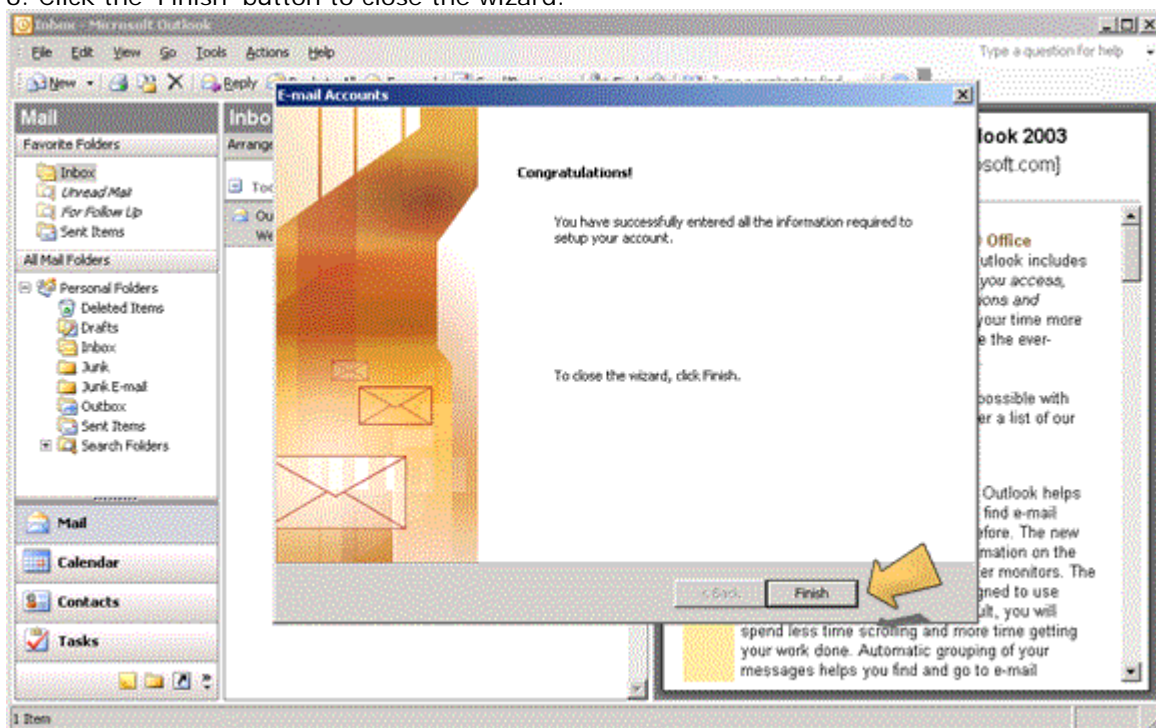 Click the 'Finish' button to close the wizard.
Inbox - Microsoft Outlook
File Edit View Go Tools Actions Help
Type a question for help
New Reply
E-mail Accounts
Mail
Favorite Folders
Inbox
Unread Mail
For Follow Up
Sent Items
All Mail Folders
Personal Folders
Deleted Items
Drafts
Inbox
Junk
Junk E-mail
Outbox
Sent Items
Search Folders
Mail
Calendar
Contacts
Tasks
1 Item
Inbo
Arrange
Too
Ou
We
Congratulations!
You have successfully entered all the information required to
setup your account.
To close the wizard, click Finish.
< Back Finish
look 2003
soft.com]
Office
utlook includes
you access,
ions and
your time more
e the ever-
possible with
er a list of our
Outlook helps
find e-mail
efore. The new
mation on the
er monitors. The
gned to use
ult, you will
spend less time scrolling and more time getting
your work done. Automatic grouping of your
messages helps you find and go to e-mail